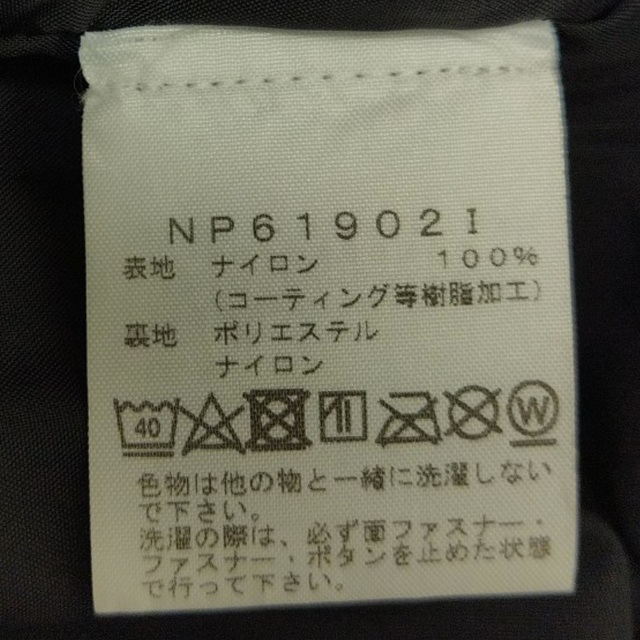 NP61902I
表地 ナイロン 100%
(コーティング等樹脂加工)
裏地 ポリエステル
ナイロン
40 W
色物は他の物と一緒に洗濯しない
で下さい。
洗濯の際は、必ず面ファスナー・
ファスナー・ボタンを止めた状態
で行って下さい。